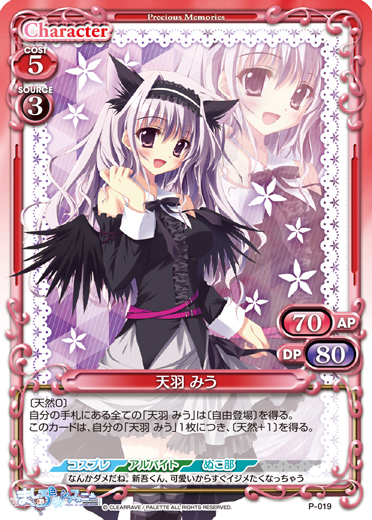 Precious Memories
Character
COST
5
SOURCE
3
70 AP
DP 80
天羽 みう
〔天然0〕
自分の手札にある全ての「天羽 みう」は〔自由登場〕を得る。
このカードは、自分の「天羽 みう」1枚につき、〔天然+1〕を得る。
コスプレ アルバイト ぬこ部
なんかダメだね。新吾くん、可愛いからすぐイジメたくなっちゃう
© CLEARRAVE / PALETTE ALL RIGHTS RESERVED.
P-019